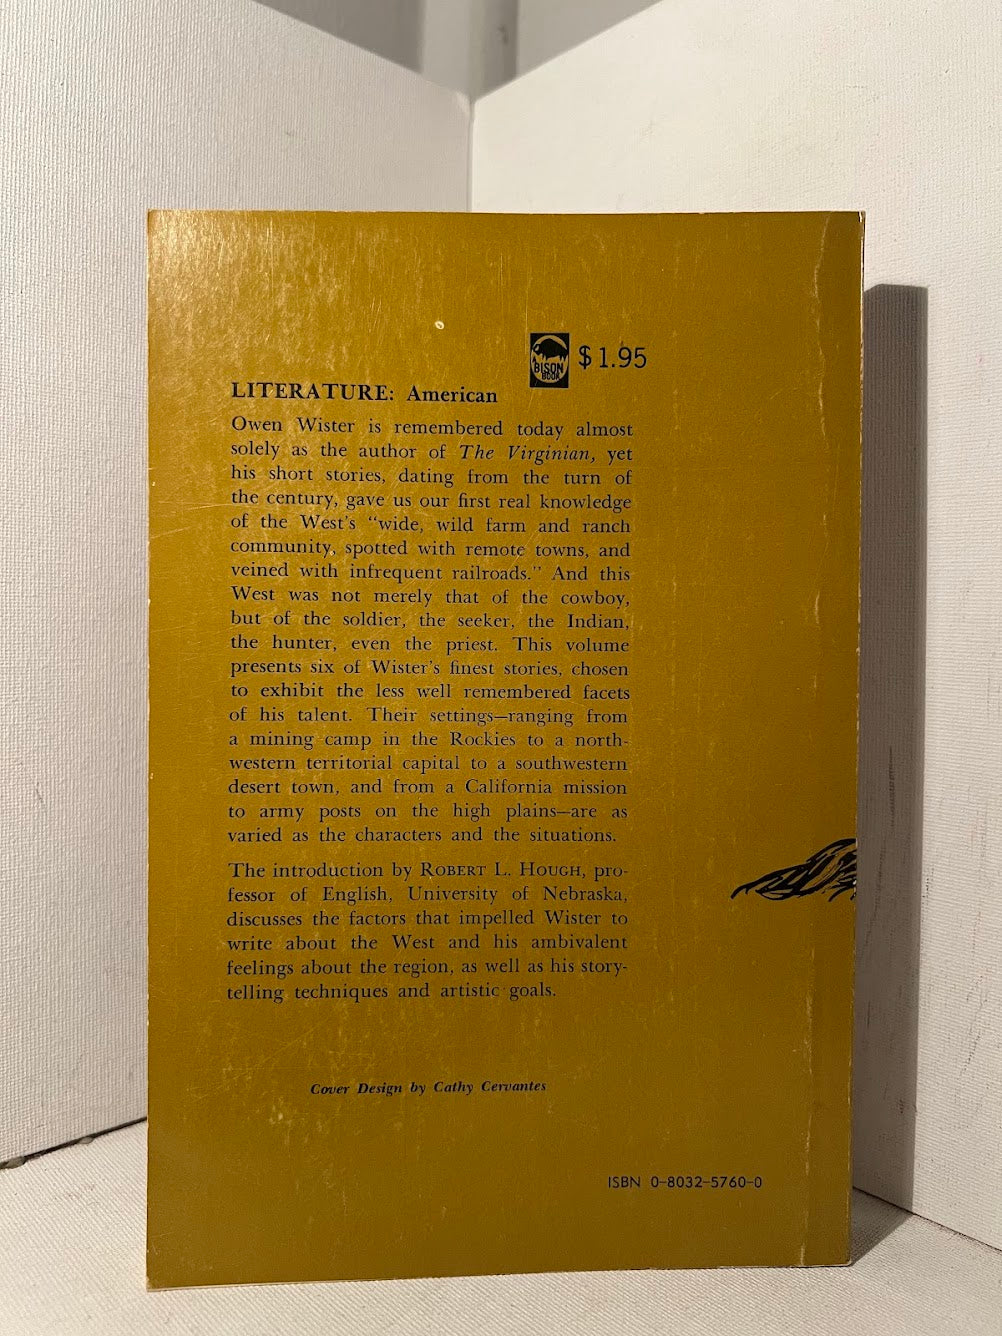 A
BISON
BOOK
$1.95
LITERATURE: American
Owen Wister is remembered today almost
solely as the author of The Virginian, yet
his short stories, dating from the turn of
the century, gave us our first real knowledge
of the West's “wide, wild farm and ranch
community, spotted with remote towns, and
veined with infrequent railroads.” And this
West was not merely that of the cowboy,
but of the soldier, the seeker, the Indian,
the hunter, even the priest. This volume
presents six of Wister's finest stories, chosen
to exhibit the less well remembered facets
of his talent. Their settings—ranging from
a mining camp in the Rockies to a north-
western territorial capital to a southwestern
desert town, and from a California mission
to army posts on the high plains—are as
varied as the characters and the situations.
The introduction by ROBERT L. HOUGH, pro-
fessor of English, University of Nebraska,
discusses the factors that impelled Wister to
write about the West and his ambivalent
feelings about the region, as well as his story-
telling techniques and artistic goals.
Cover Design by Cathy Cervantes
ISBN 0-8032-5760-0